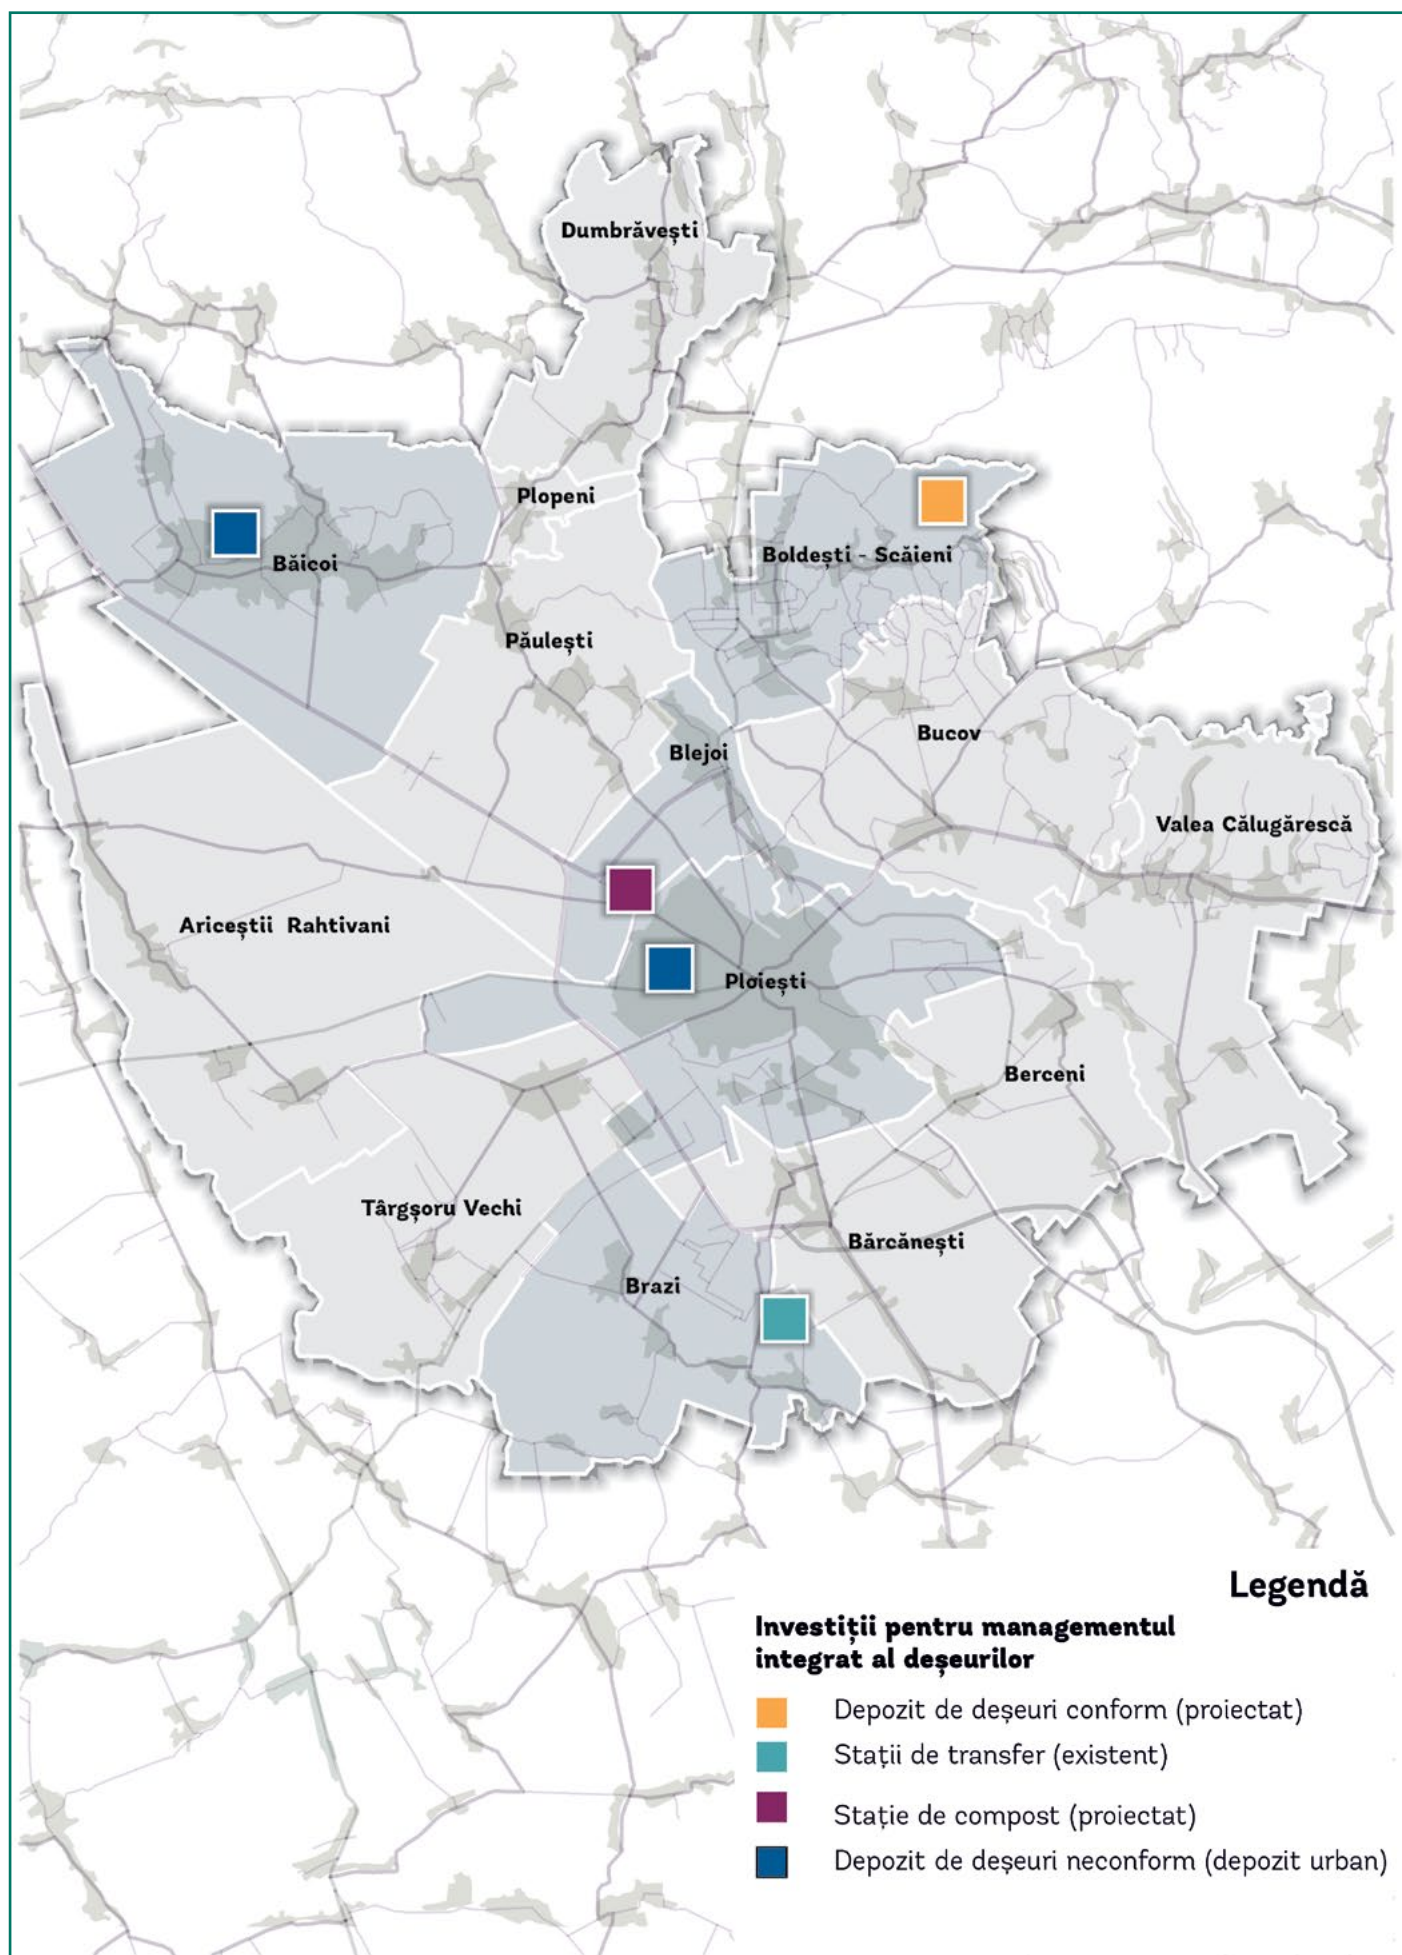 Dumbrăvești
Plopeni
Băicoi
Boldești - Scăieni
Păulești
Bucov
Blejoi
Valea Călugărescă
Ariceștii Rahtivani
Ploiești
Berceni
Târgșoru Vechi
Bărcănești
Brazi
Legendă
Investiții pentru managementul
integrat al deșeurilor
Depozit de deșeuri conform (proiectat)
Stații de transfer (existent)
Stație de compost (proiectat)
Depozit de deșeuri neconform (depozit urban)